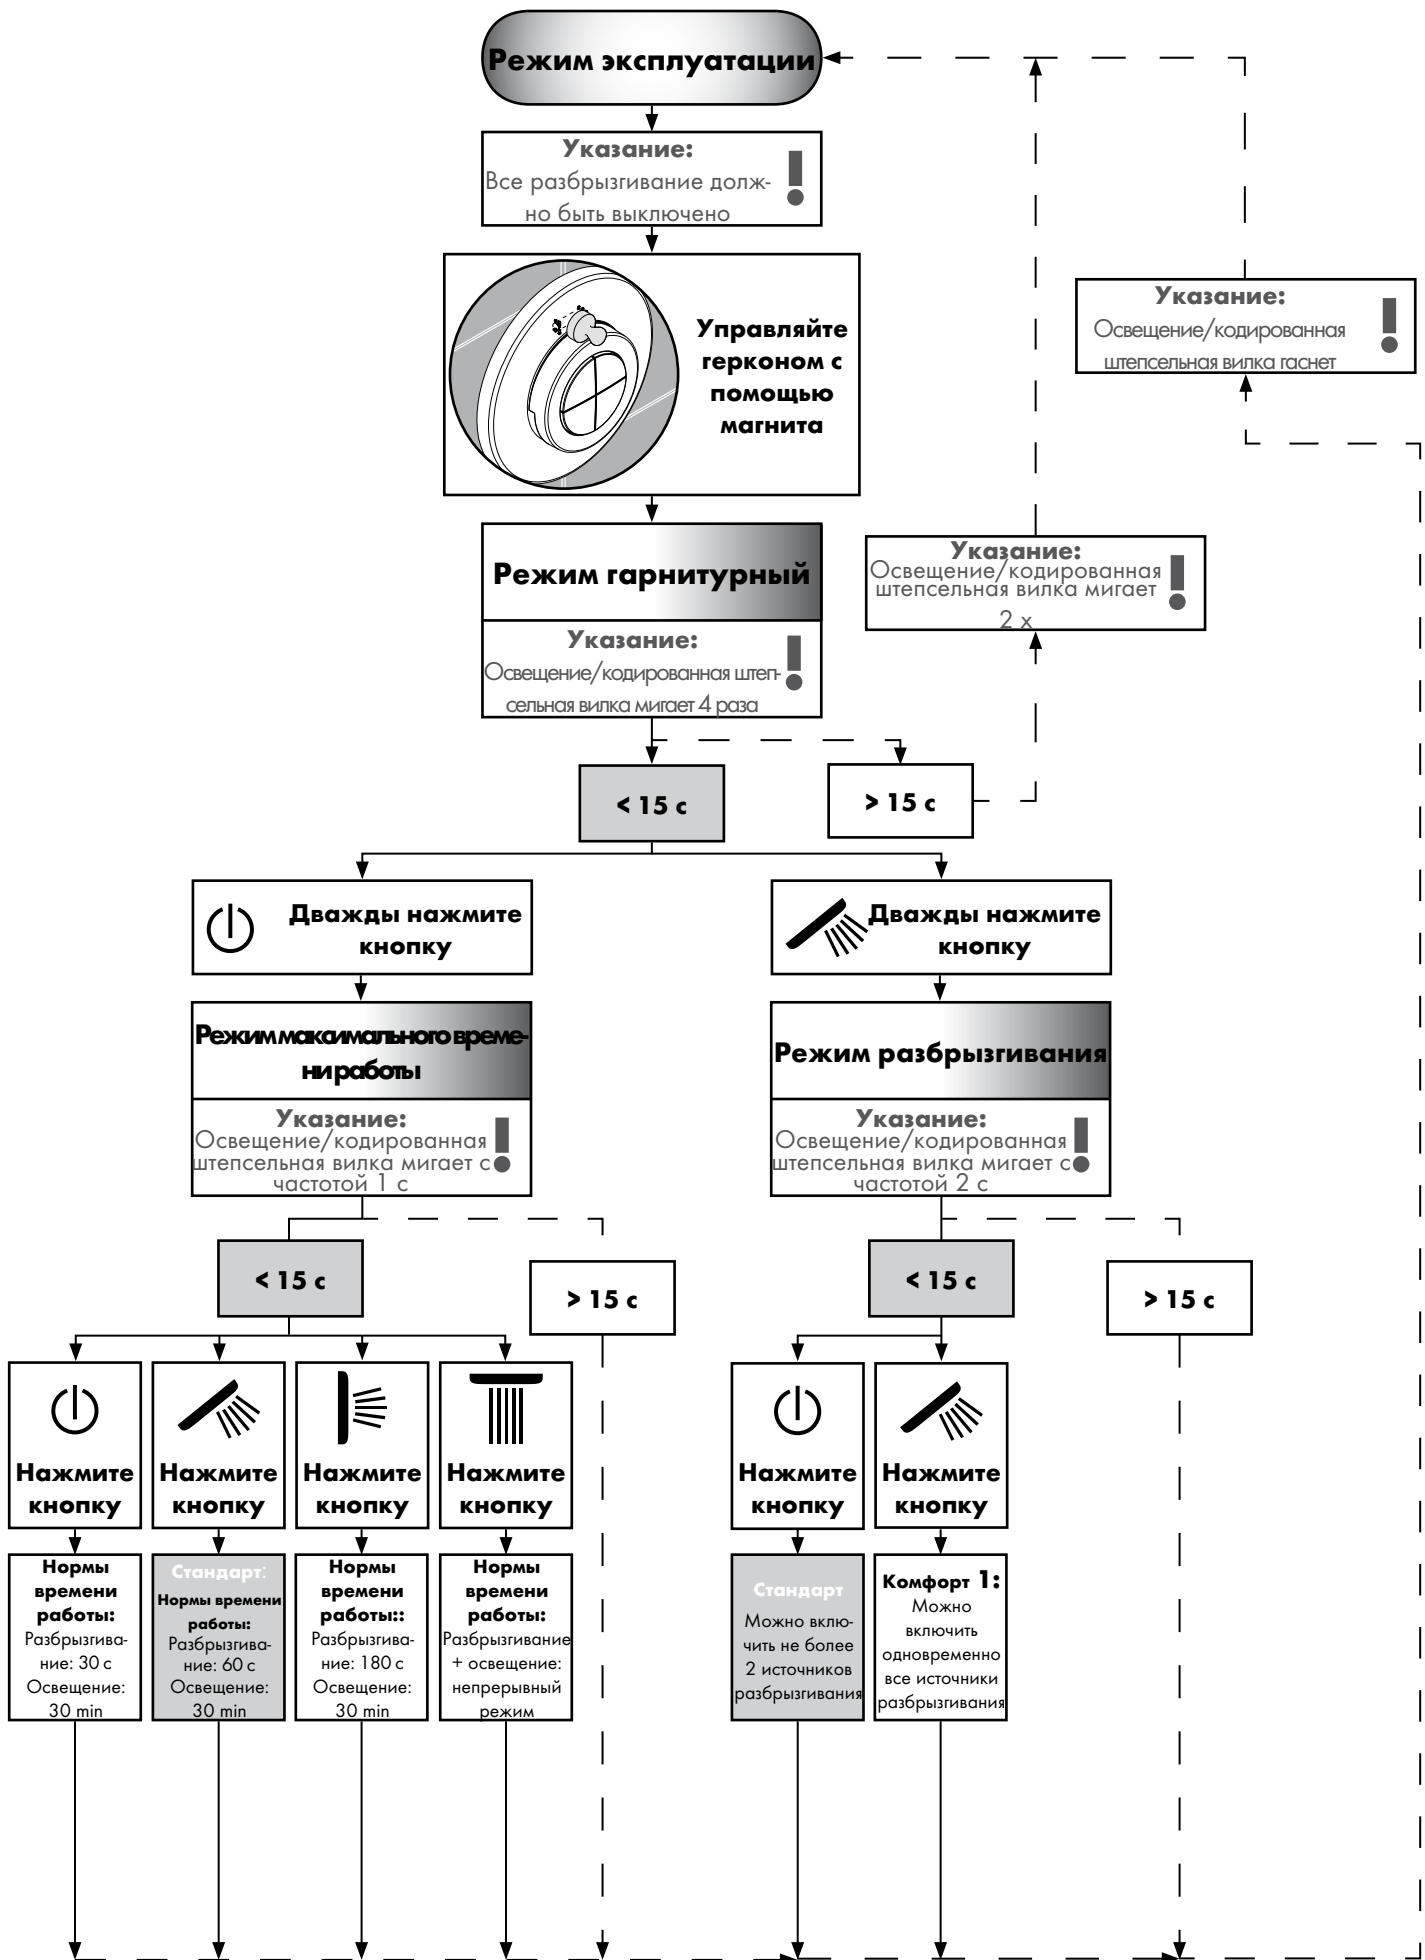 Режим эксплуатации
Указание:
Все разбрызгивание долж-
но быть выключено
Управляйте
герконом с
помощью
магнита
Указание:
Освещение/кодированная
штепсельная вилка гаснет
Режим гарнитурный
Указание:
Освещение/кодированная штеп-
сельная вилка мигает 4 раза
Указание:
Освещение/кодированная
штепсельная вилка мигает
2 x
< 15 с
> 15 с
Дважды нажмите
кнопку
Дважды нажмите
кнопку
Режим максимального време-
ни работы
Указание:
Освещение/кодированная
штепсельная вилка мигает с
частотой 1 с
Режим разбрызгивания
Указание:
Освещение/кодированная
штепсельная вилка мигает с
частотой 2 с
< 15 с
> 15 с
< 15 с
> 15 с
Нажмите
кнопку
Нажмите
кнопку
Нажмите
кнопку
Нажмите
кнопку
Нажмите
кнопку
Нажмите
кнопку
Нормы
времени
работы:
Разбрызгива-
ние: 30 с
Освещение:
30 min
Стандарт:
Нормы времени
работы:
Разбрызгива-
ние: 60 с
Освещение:
30 min
Нормы
времени
работы::
Разбрызгива-
ние: 180 с
Освещение:
30 min
Нормы
времени
работы:
Разбрызгивание
+ освещение:
непрерывный
режим
Стандарт
Можно вклю-
чить не более
2 источников
разбрызгивания
Комфорт 1:
Можно
включить
одновременно
все источники
разбрызгивания